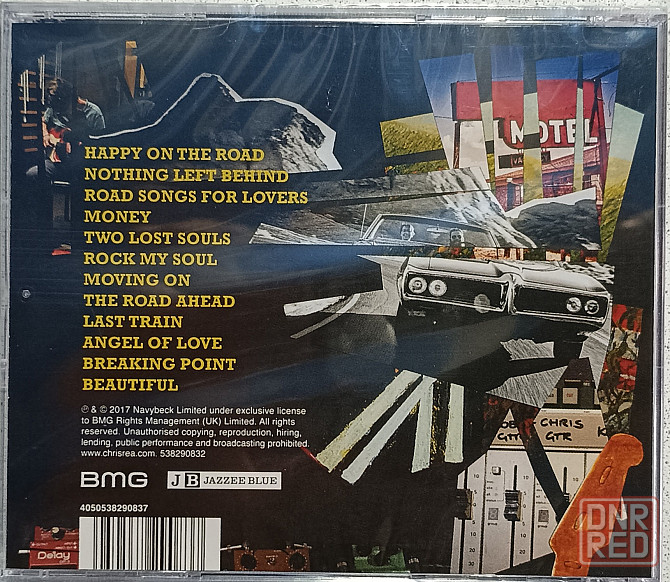 MOTEL
HAPPY ON THE ROAD
NOTHING LEFT BEHIND
ROAD SONGS FOR LOVERS
MONEY
TWO LOST SOULS
ROCK MY SOUL
MOVING ON
THE ROAD AHEAD
LAST TRAIN
ANGEL OF LOVE
BREAKING POINT
BEAUTIFUL
℗ & © 2017 Navybeck Limited under exclusive license
to BMG Rights Management (UK) Limited. All rights
reserved. Unauthorised copying, reproduction, hiring,
lending, public performance and broadcasting prohibited.
www.chrisrea.com. 538290832
BMG JB JAZZEE BLUE
4050538290837
CHRIS
GTR
GTR
Delay
DNR
RED